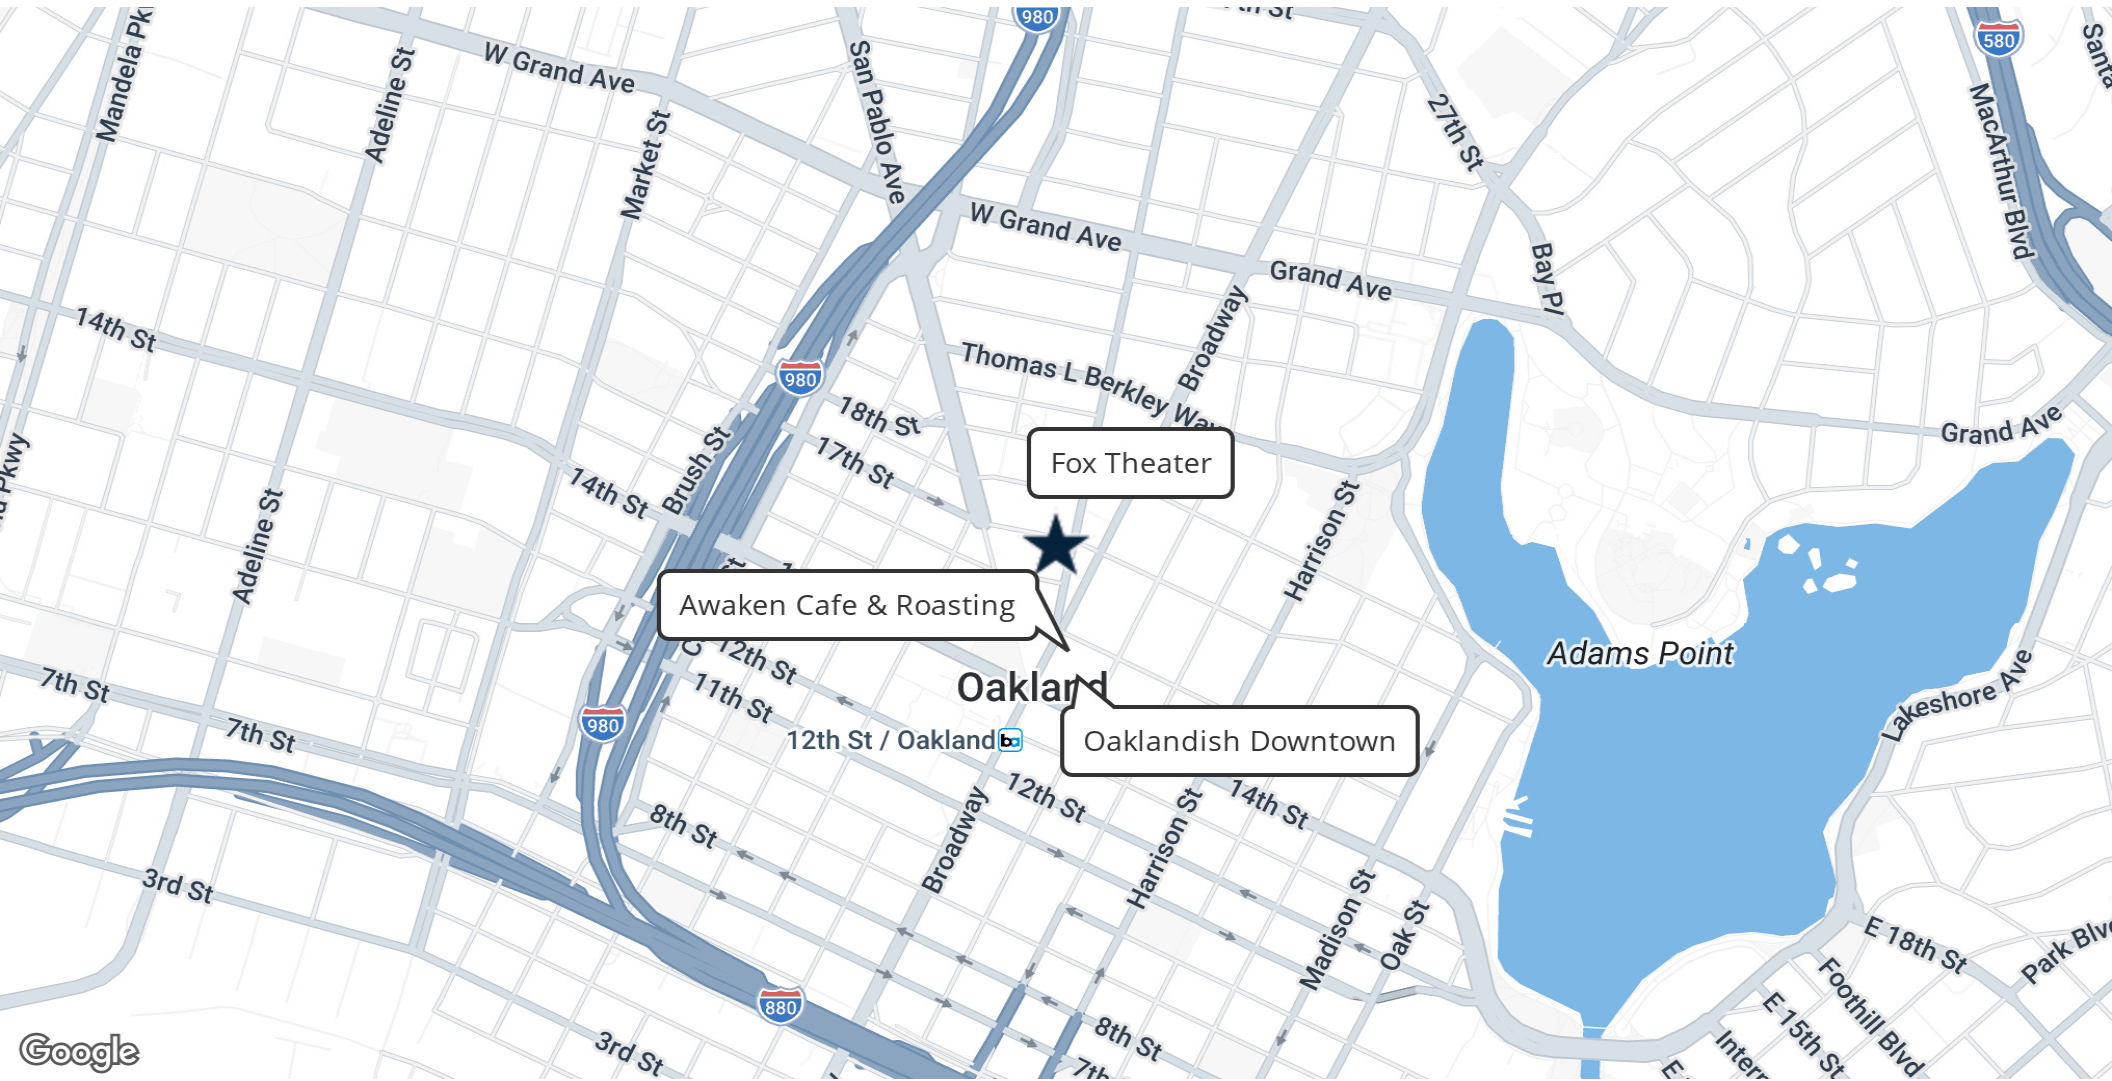 980
580
W Grand Ave
San Pablo Ave
Adeline St
Market St
27th St
MacArthur Blvd
W Grand Ave
Grand Ave
Bay Pl
14th St
Broadway
Thomas L Berkley Way
980
18th St
17th St
Brush St
Grand Ave
14th St
Fox Theater
Harrison St
Adeline St
Awaken Cafe & Roasting
Adams Point
12th St
7th St
11th St
Oakland
Lakeshore Ave
980
7th St
12th St / Oakland
ba
Oaklandish Downtown
12th St
14th St
8th St
Broadway
Harrison St
3rd St
Madison St
Oak St
E 18th St
Park Blvd
880
Foothill Blvd
E 15th St
8th St
3rd St
Google